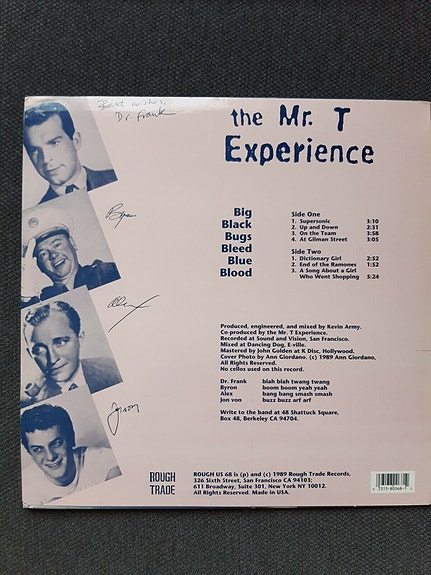 Best wishes,
Dr. Frank
the Mr. T
Experience
Byron
Alex
Jon von
Big
Black
Bugs
Bleed
Blue
Blood
Side One
1. Supersonic 3:10
2. Up and Down 2:31
3. On the Team 3:58
4. At Gilman Street 3:05
Side Two
1. Dictionary Girl 2:52
2. End of the Ramones 1:52
3. A Song About a Girl
Who Went Shopping 5:24
Produced, engineered, and mixed by Kevin Army.
Co-produced by the Mr. T Experience.
Recorded at Sound and Vision, San Francisco.
Mixed at Dancing Dog, E-ville.
Mastered by John Golden at K Disc, Hollywood.
Cover Photo by Ann Giordano. (c) 1989 Ann Giordano,
All Rights Reserved.
No cellos used on this record.
Dr. Frank blah blah twang twang
Byron boom boom yeah yeah
Alex bang bang smash smash
Jon von buzz buzz arf arf
Write to the band at 48 Shattuck Square,
Box 48, Berkeley CA 94704.
ROUGH
TRADE
ROUGH US 68 is (p) and (c) 1989 Rough Trade Records,
326 Sixth Street, San Francisco CA 94103;
611 Broadway, Suite 301, New York NY 10012.
All Rights Reserved. Made in USA.